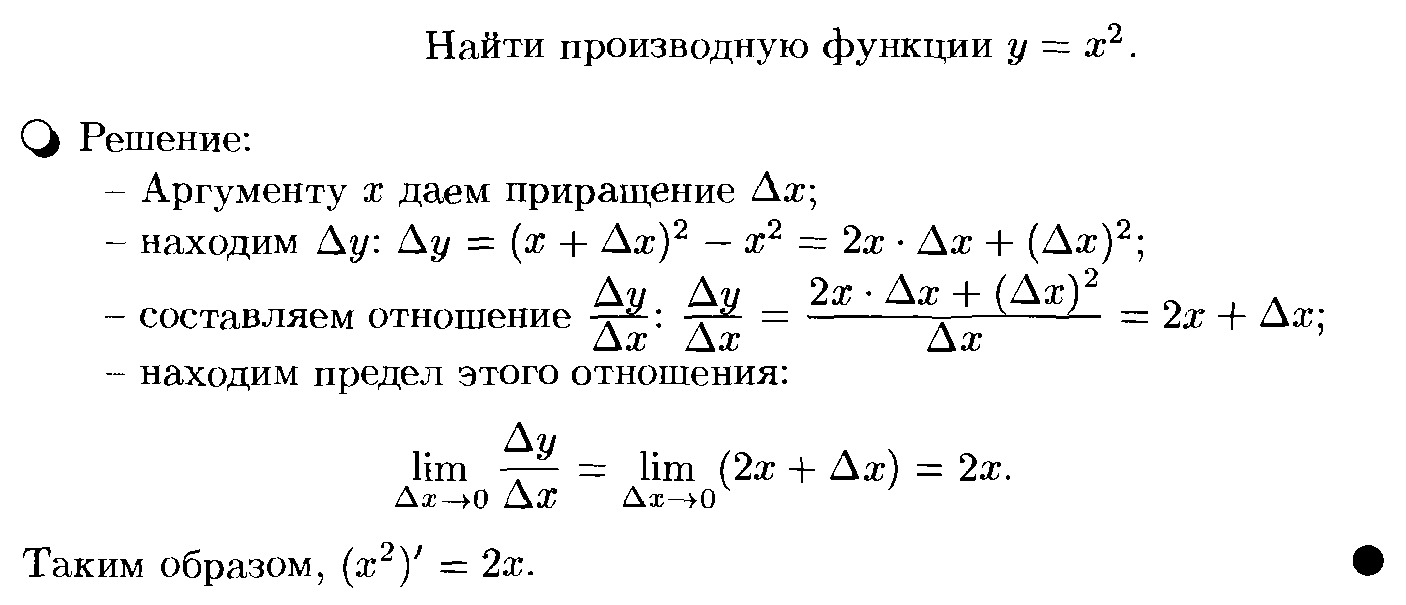 Найти производную функции y = x².
Решение:
– Аргументу x даем приращение Δx;
– находим Δy: Δy = (x + Δx)² − x² = 2x · Δx + (Δx)²;
– составляем отношение Δy/Δx: Δy/Δx = (2x · Δx + (Δx)²)/Δx = 2x + Δx;
– находим предел этого отношения:
lim Δx→0 Δy/Δx = lim Δx→0 (2x + Δx) = 2x.
Таким образом, (x²)′ = 2x.